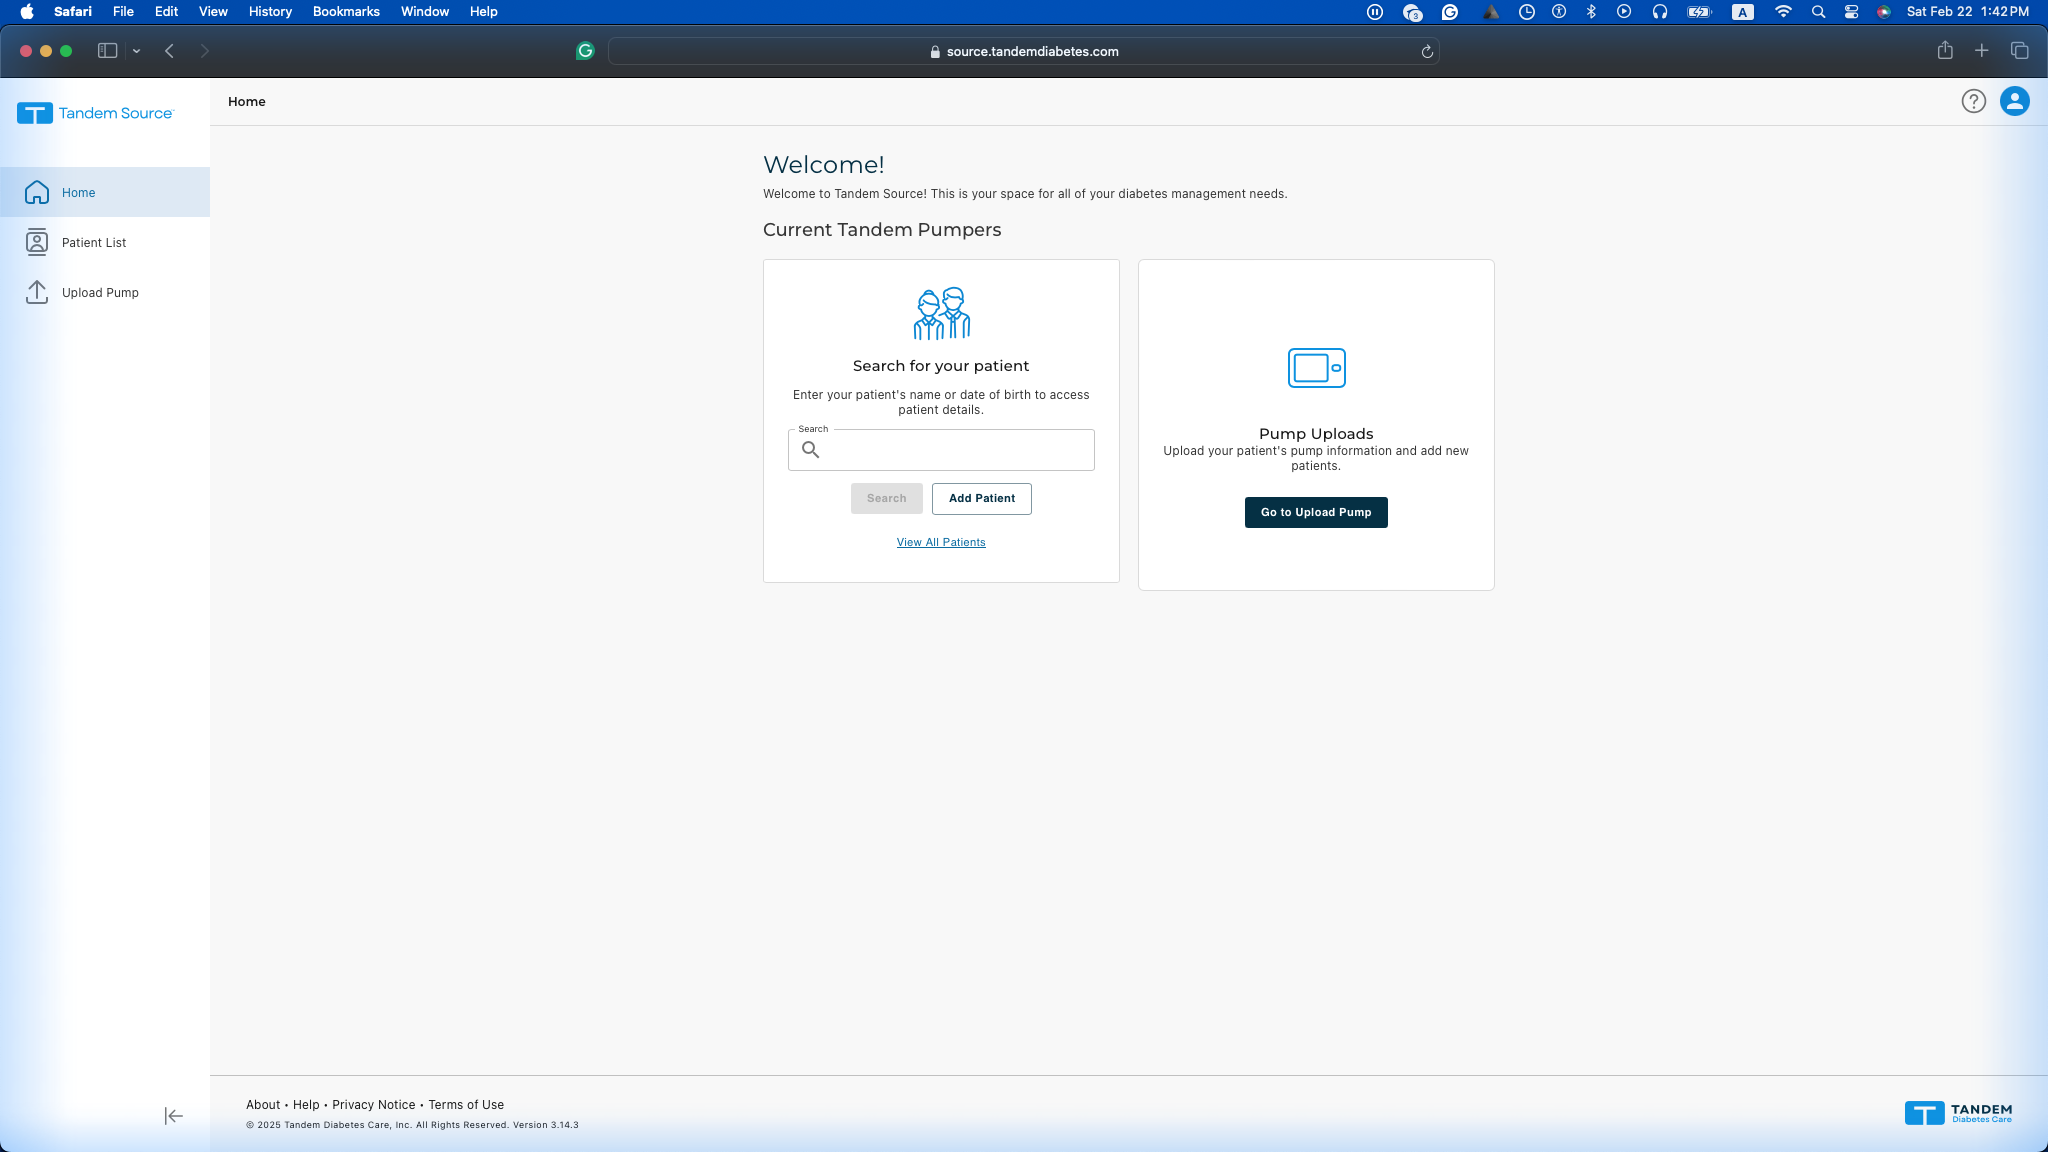 Safari File Edit View History Bookmarks Window Help
3
A
Sat Feb 22 1:42 PM
source.tandemdiabetes.com
Tandem Source
Home
Home
Patient List
Upload Pump
Welcome!
Welcome to Tandem Source! This is your space for all of your diabetes management needs.
Current Tandem Pumpers
Search for your patient
Enter your patient's name or date of birth to access
patient details.
Search
Search
Add Patient
View All Patients
Pump Uploads
Upload your patient's pump information and add new
patients.
Go to Upload Pump
About • Help • Privacy Notice • Terms of Use
© 2025 Tandem Diabetes Care, Inc. All Rights Reserved. Version 3.14.3
TANDEM
Diabetes Care